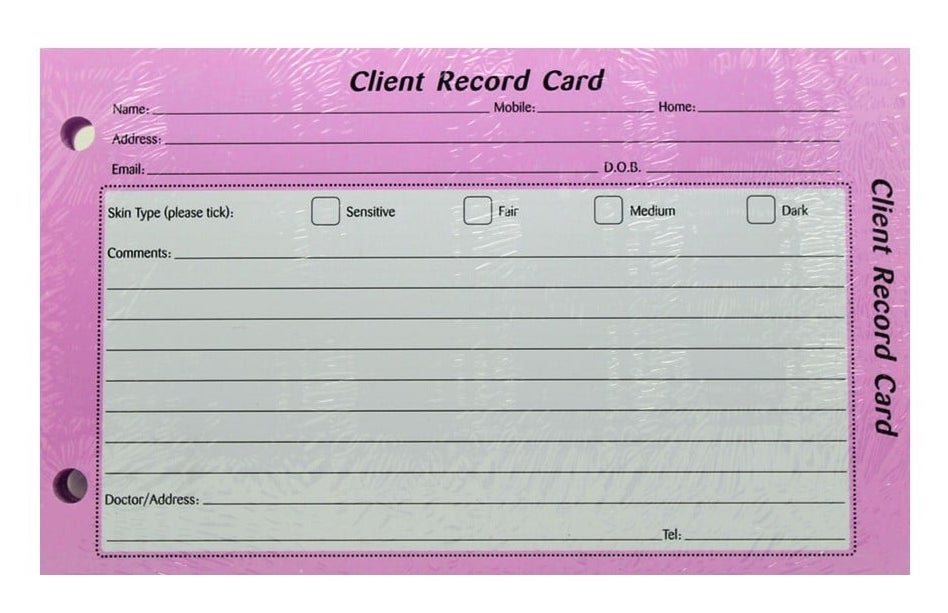 Client Record Card
Name: Mobile: Home:
Address:
Email: D.O.B.
Skin Type (please tick): Sensitive Fair Medium Dark
Comments:
Doctor/Address:
Tel:
Client Record Card